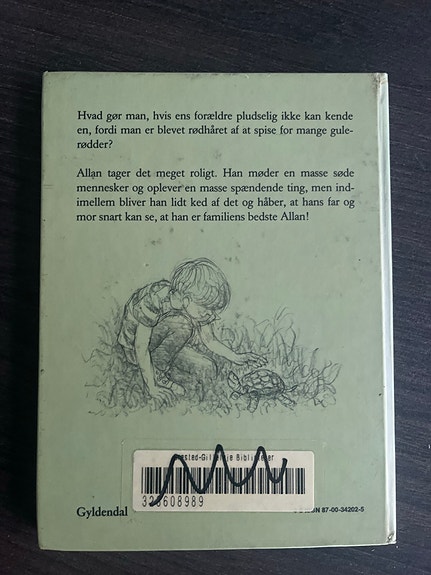 Hvad gør man, hvis ens forældre pludselig ikke kan kende
en, fordi man er blevet rødhåret af at spise for mange gule-
rødder?
Allan tager det meget roligt. Han møder en masse søde
mennesker og oplever en masse spændende ting, men ind-
imellem bliver han lidt ked af det og håber, at hans far og
mor snart kan se, at han er familiens bedste Allan!
Biblioteker
608989
Gyldendal
ISBN 87-00-34202-5